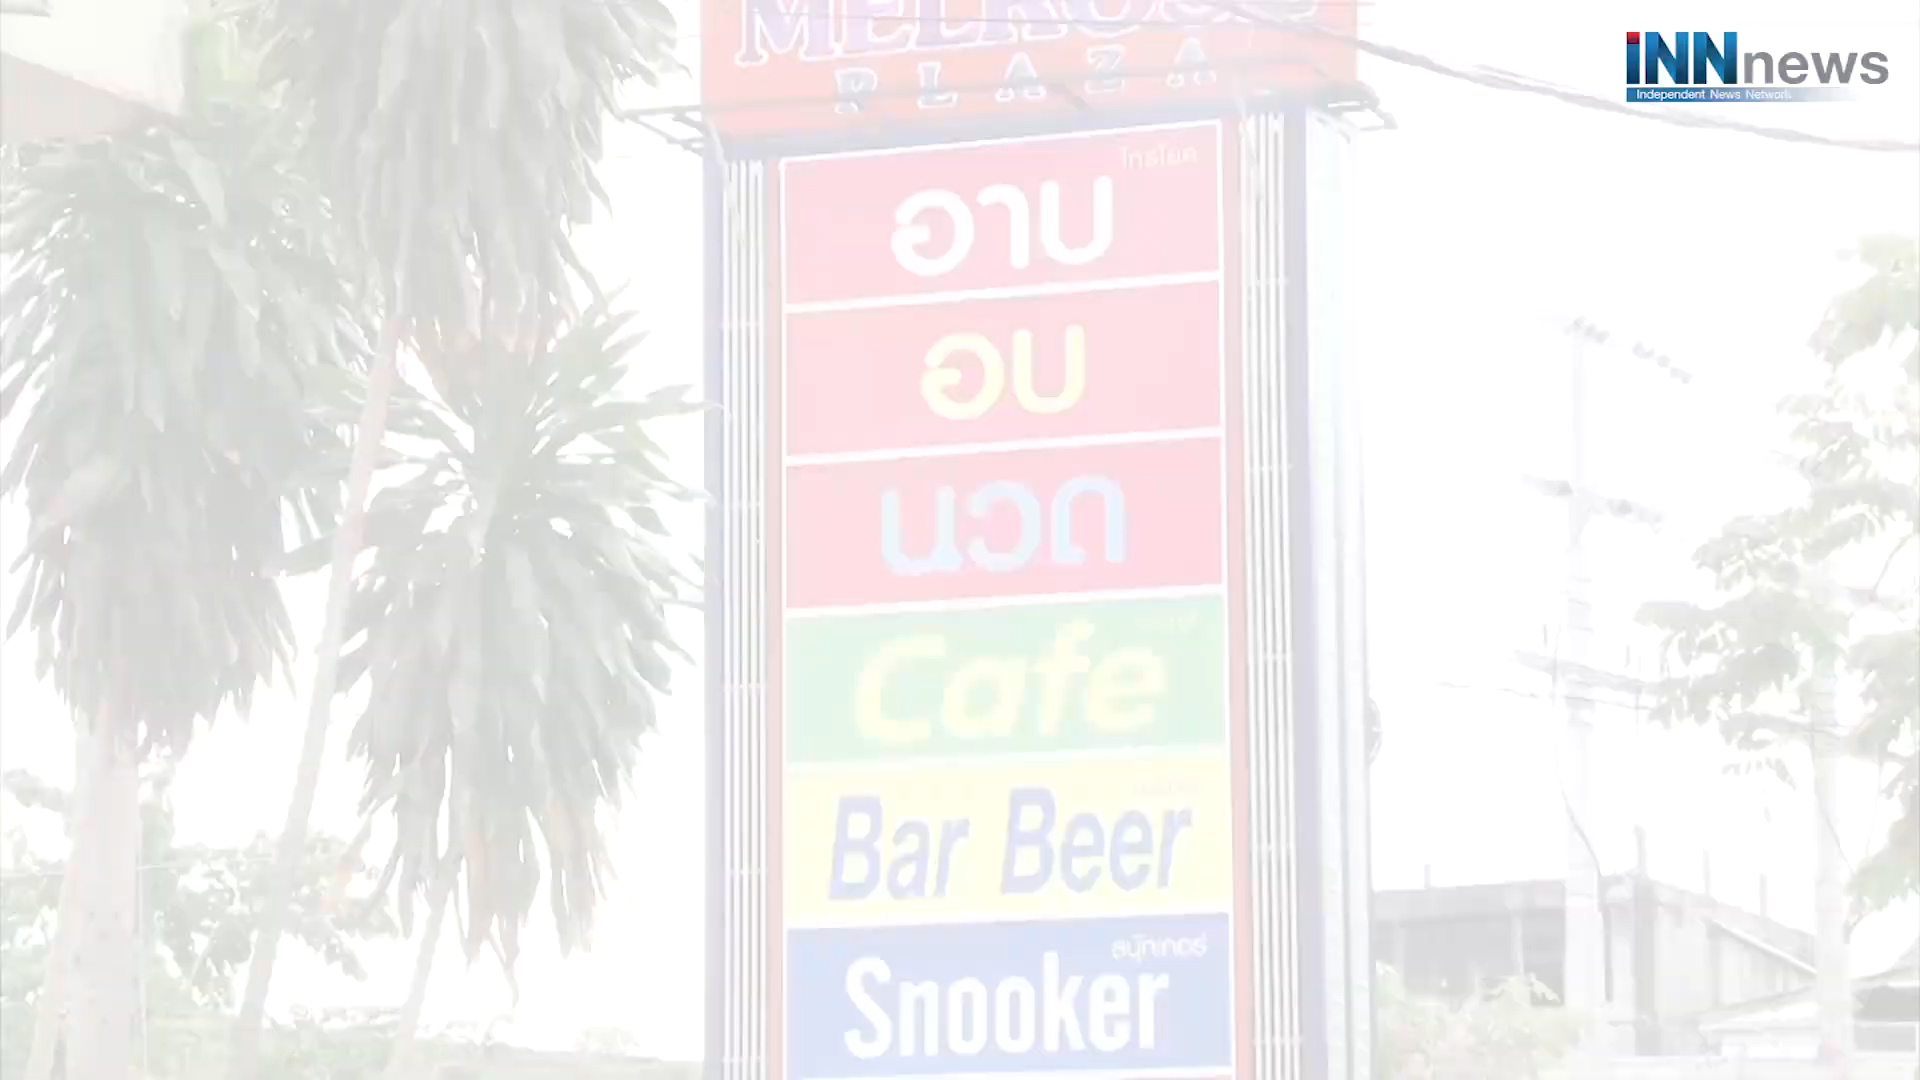 iNNnews
Independent News Network
MELROSE
PLAZA
อาบ
อบ
นวด
Cafe
Bar Beer
สนุ๊กเกอร์
Snooker